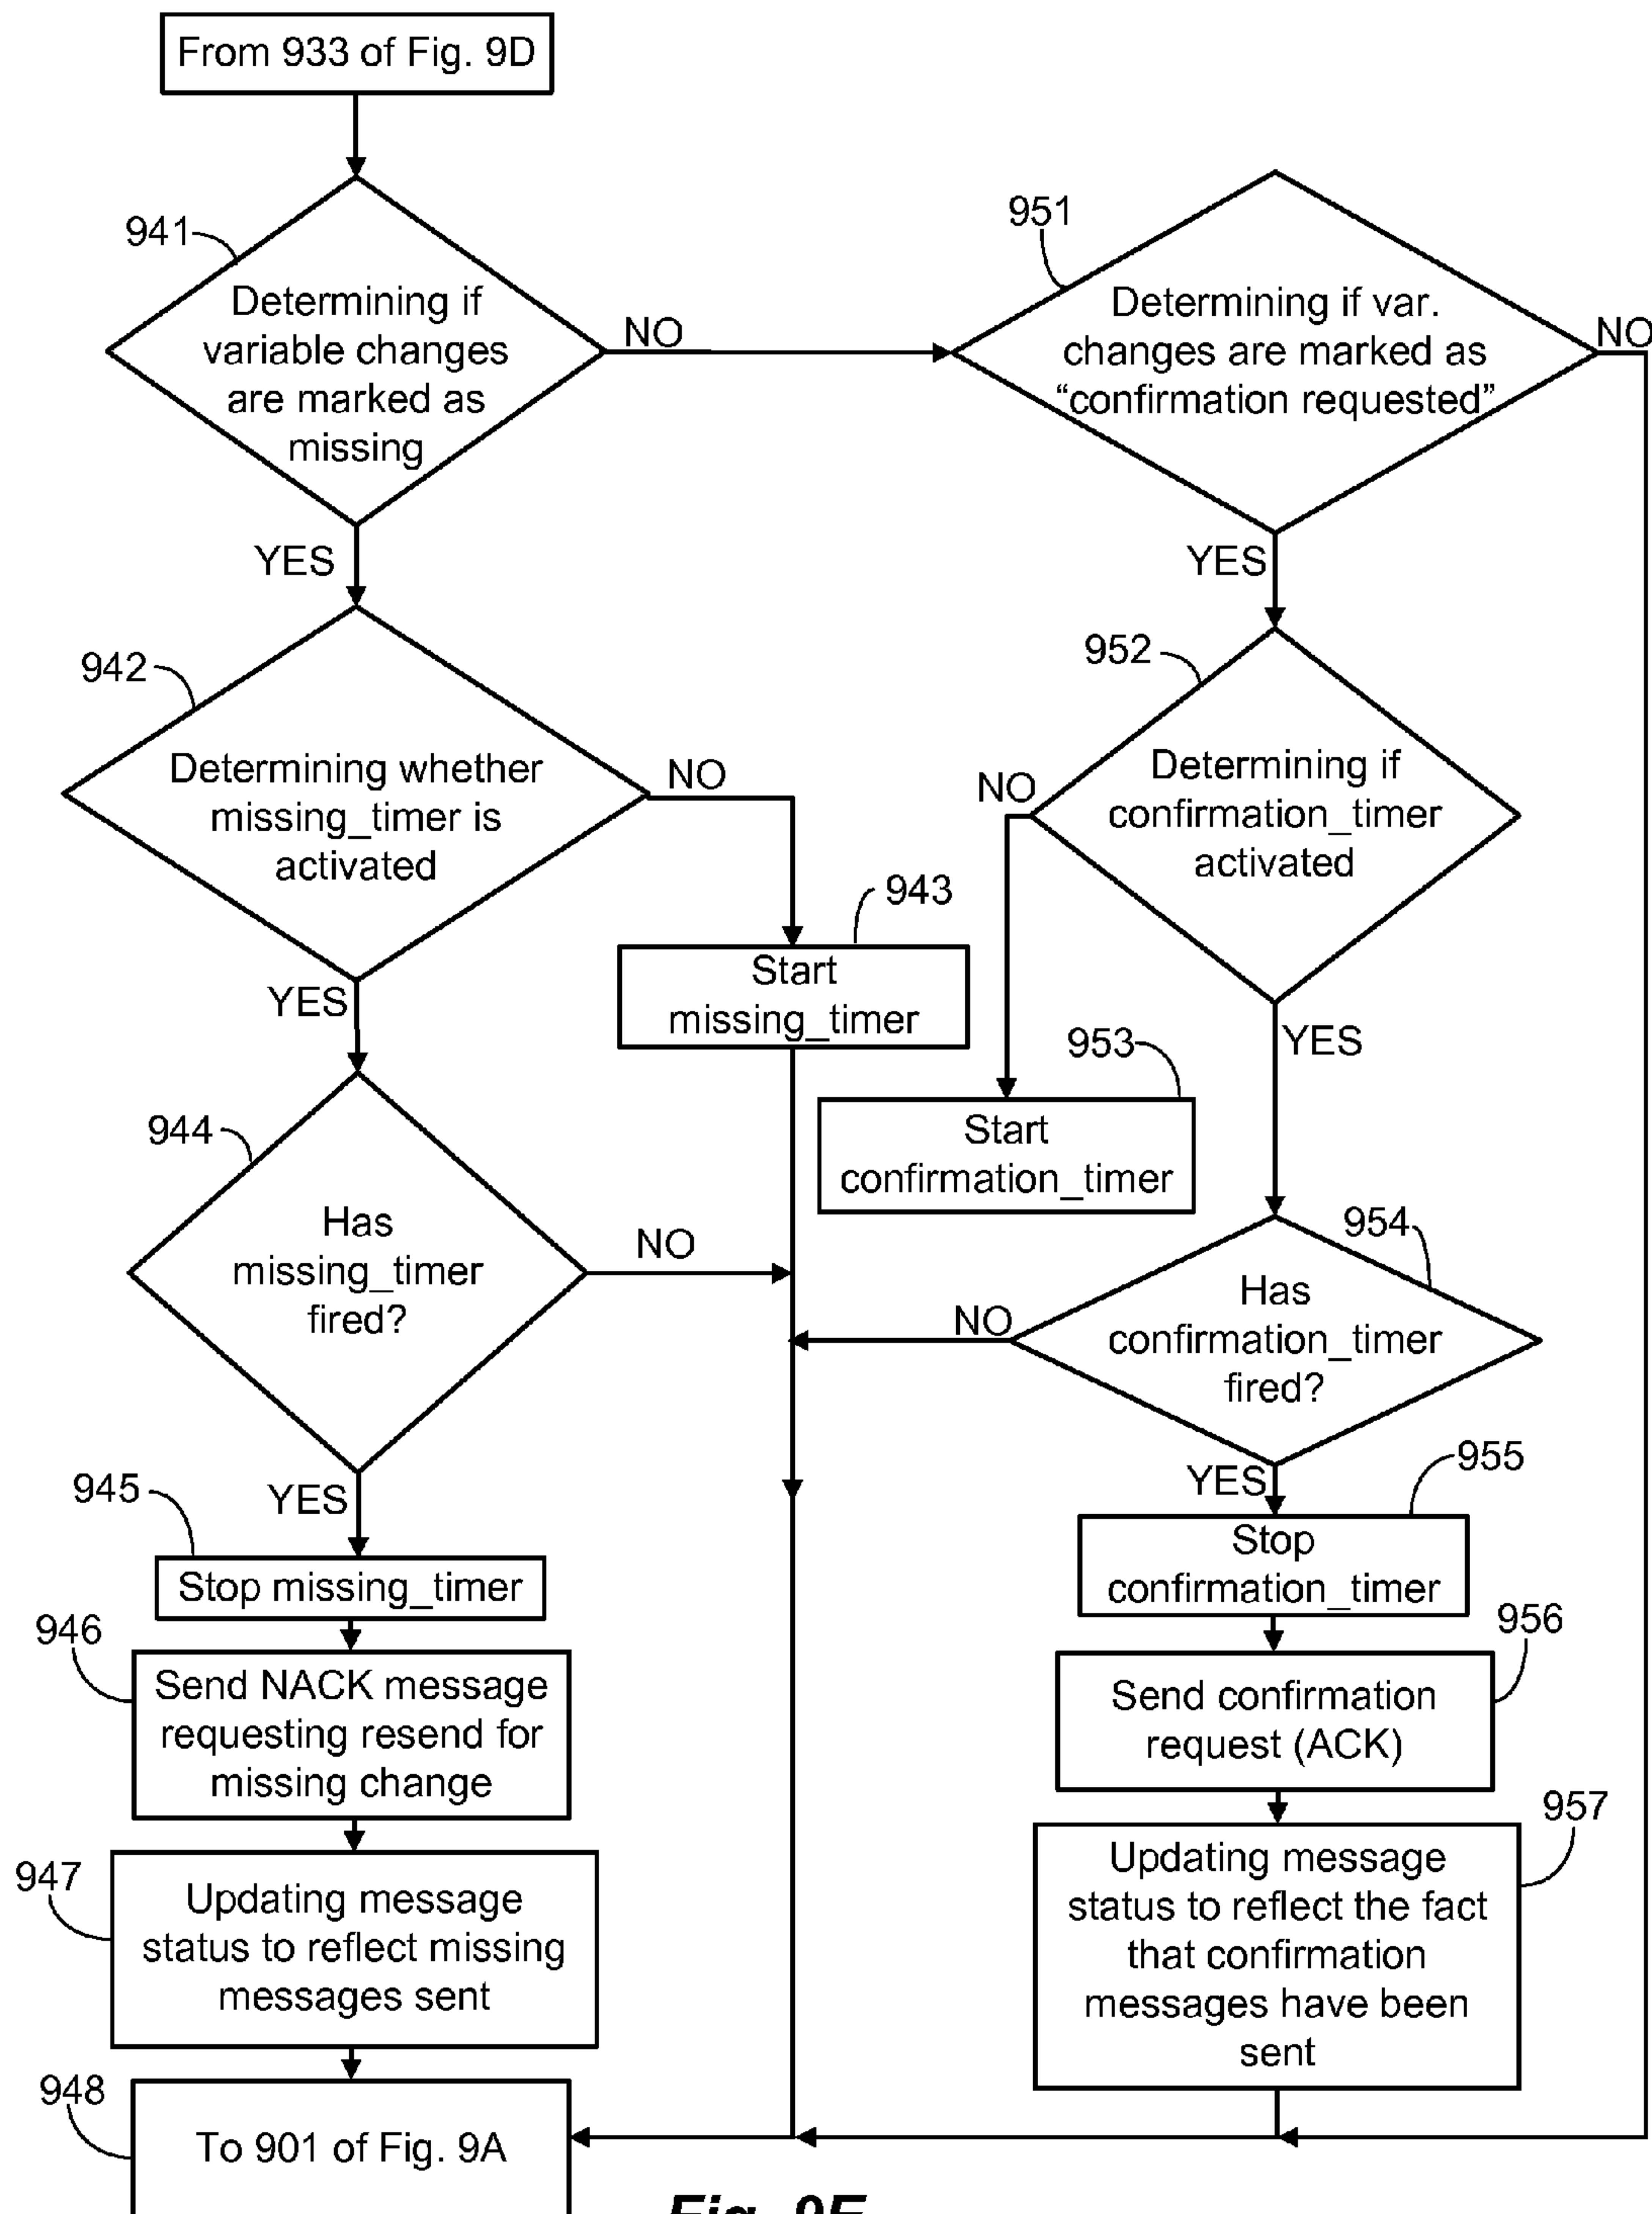 From 933 of Fig. 9D
941
Determining if
variable changes
are marked as
missing
NO
YES
951
Determining if var.
changes are marked as
“confirmation requested”
NO
YES
942
Determining whether
missing_timer is
activated
NO
YES
952
Determining if
confirmation_timer
activated
NO
YES
943
Start
missing_timer
953
Start
confirmation_timer
944
Has
missing_timer
fired?
NO
YES
954
Has
confirmation_timer
fired?
NO
YES
945
Stop missing_timer
955
Stop
confirmation_timer
946
Send NACK message
requesting resend for
missing change
956
Send confirmation
request (ACK)
947
Updating message
status to reflect missing
messages sent
957
Updating message
status to reflect the fact
that confirmation
messages have been
sent
948
To 901 of Fig. 9A